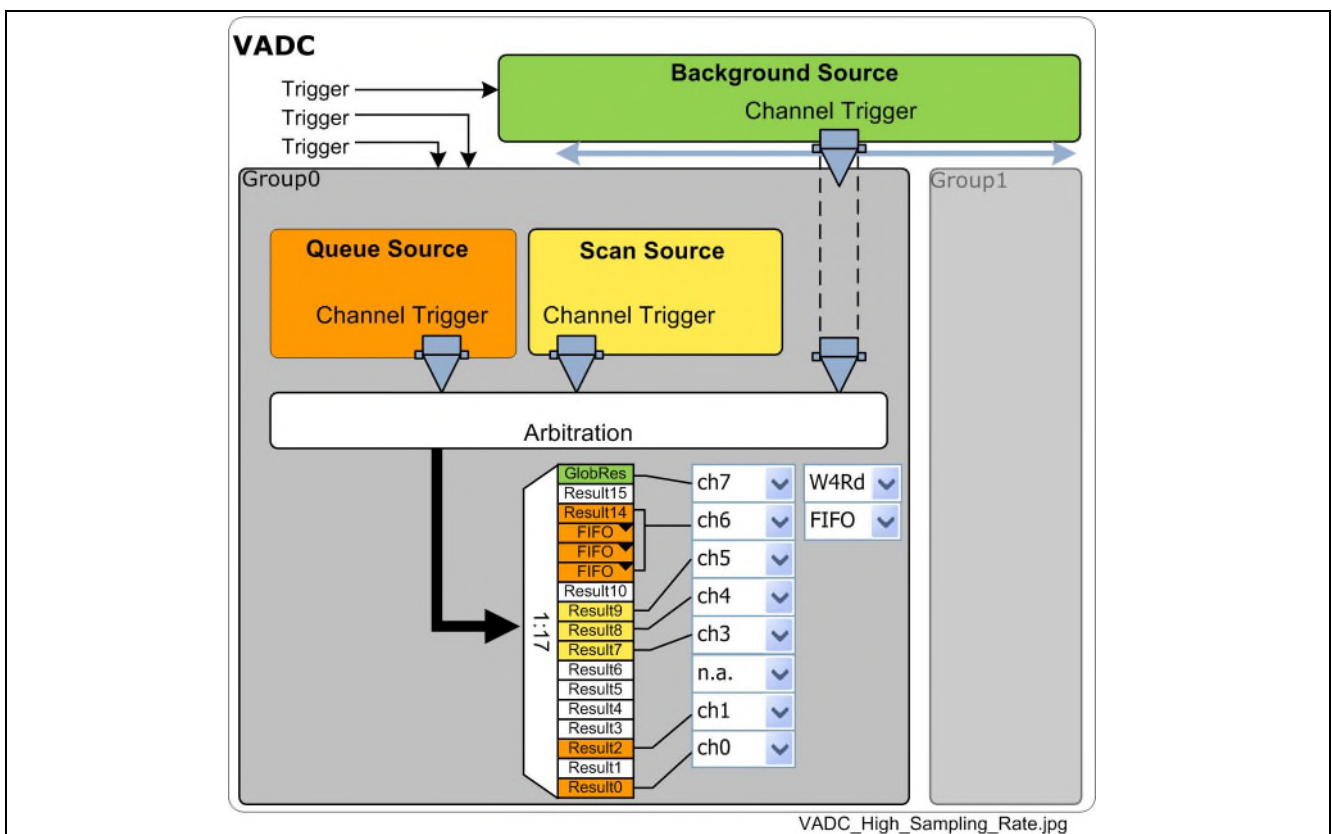 VADC
Background Source
Channel Trigger
Trigger
Trigger
Trigger
Group0
Group1
Queue Source
Channel Trigger
Scan Source
Channel Trigger
Arbitration
1:17
GlobRes
Result15
Result14
FIFO
FIFO
FIFO
Result10
Result9
Result8
Result7
Result6
Result5
Result4
Result3
Result2
Result1
Result0
ch7
W4Rd
ch6
FIFO
ch5
ch4
ch3
n.a.
ch1
ch0
VADC_High_Sampling_Rate.jpg